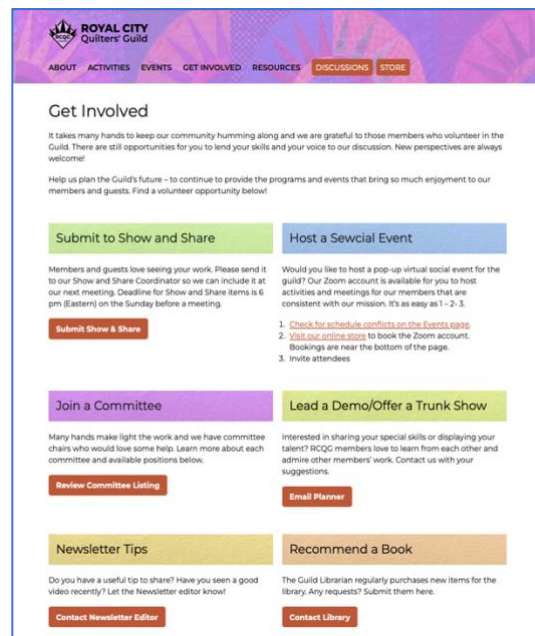 ROYAL CITY
Quilters' Guild
RCQG
ABOUT ACTIVITIES EVENTS GET INVOLVED RESOURCES DISCUSSIONS STORE
Get Involved
It takes many hands to keep our community humming along and we are grateful to those members who volunteer in the
Guild. There are still opportunities for you to lend your skills and your voice to our discussion. New perspectives are always
welcome!
Help us plan the Guild's future – to continue to provide the programs and events that bring so much enjoyment to our
members and guests. Find a volunteer opportunity below!
Submit to Show and Share
Members and guests love seeing your work. Please send it
to our Show and Share Coordinator so we can include it at
our next meeting. Deadline for Show and Share items is 6
pm (Eastern) on the Sunday before a meeting.
Submit Show & Share
Host a Sewcial Event
Would you like to host a pop-up virtual social event for the
guild? Our Zoom account is available for you to host
activities and meetings for our members that are
consistent with our mission. It's as easy as 1 – 2- 3.
1. Check for schedule conflicts on the Events page.
2. Visit our online store to book the Zoom account.
Bookings are near the bottom of the page.
3. Invite attendees
Join a Committee
Many hands make light the work and we have committee
chairs who would love some help. Learn more about each
committee and available positions below.
Review Committee Listing
Lead a Demo/Offer a Trunk Show
Interested in sharing your special skills or displaying your
talent? RCQG members love to learn from each other and
admire other members' work. Contact us with your
suggestions.
Email Planner
Newsletter Tips
Do you have a useful tip to share? Have you seen a good
video recently? Let the Newsletter editor know!
Contact Newsletter Editor
Recommend a Book
The Guild Librarian regularly purchases new items for the
library. Any requests? Submit them here.
Contact Library